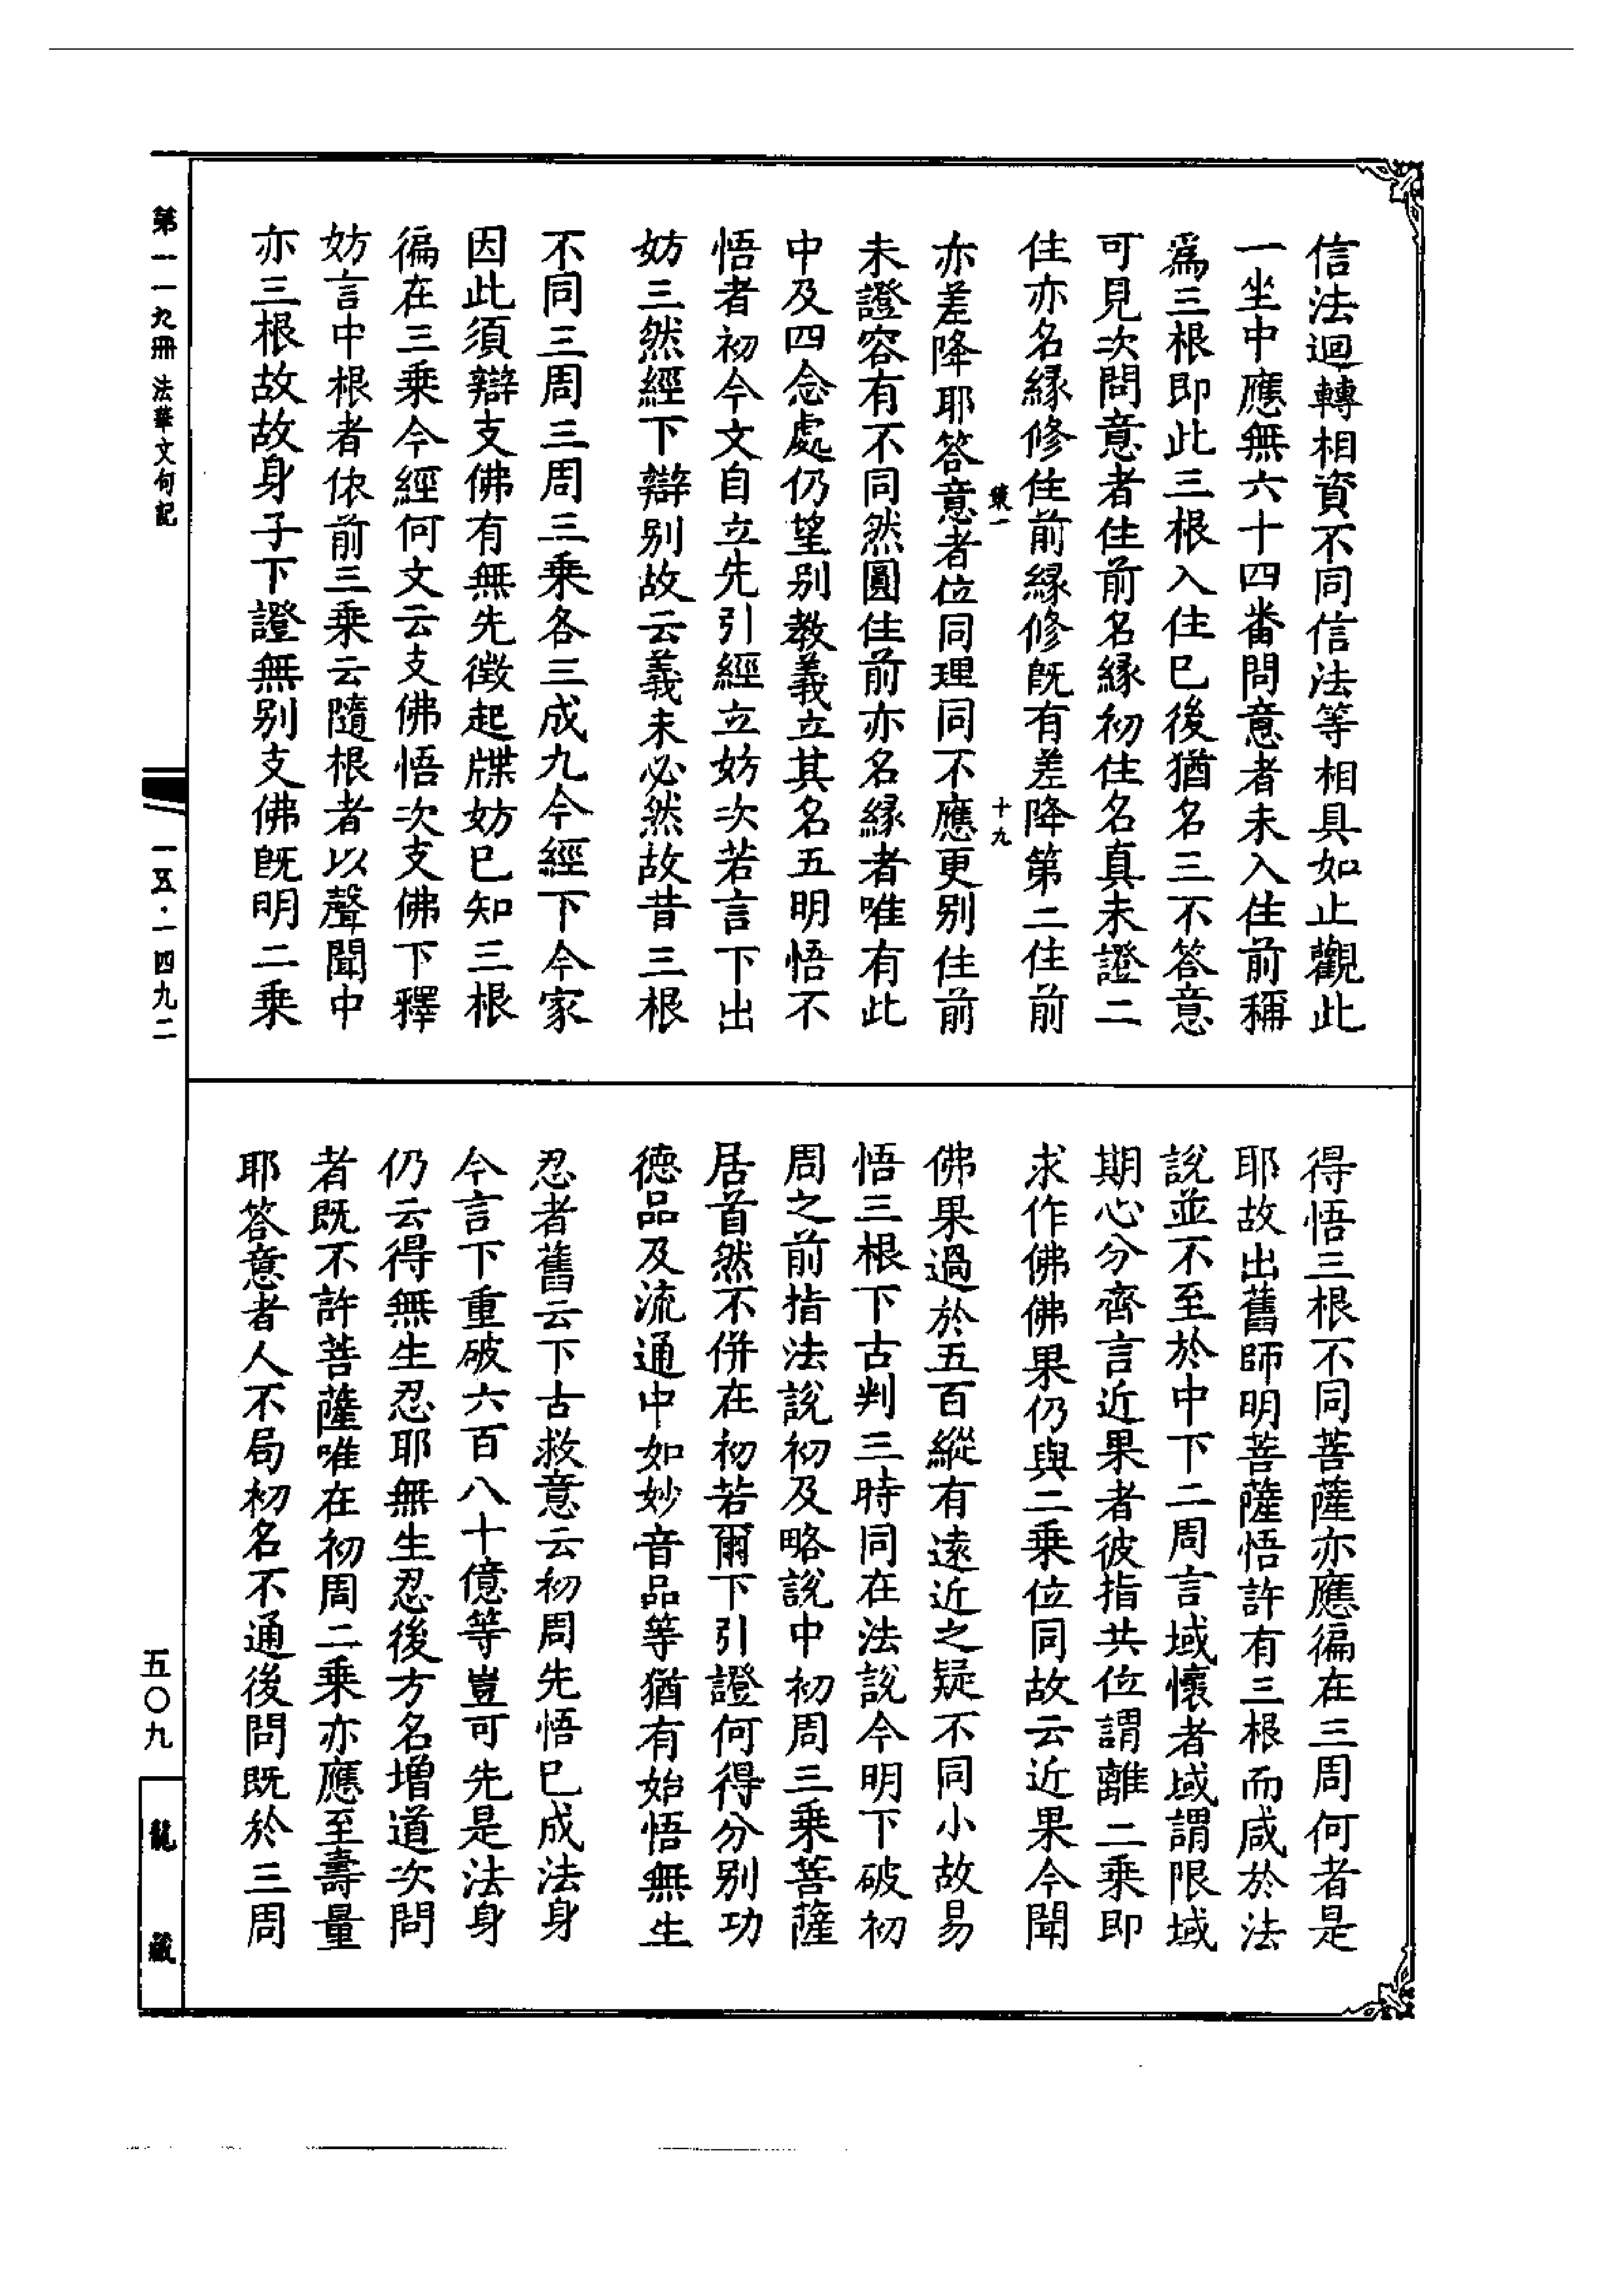 信法迴轉相資不同信法等相具如止觀此
一坐中應無六十四番問意者未入住前稱
爲三根即此三根入住巳後猶名三不答意
可見次問意者住前名緣初住名真未證二
住亦名緣修住前緣修旣有差降第二住前
十九
亦差降耶答意者位同理同不應更別住前
未證容有不同然圓住前亦名緣者唯有此
中及四念處仍望別教義立其名五明悟不
悟者初今文自立先引經立妨次若言下出
妨三然經下辯別故云義未必然故昔三根
不同三周三周三乘各三成九今經下今家
因此須辯支佛有無先徵起牒妨巳知三根
徧在三乘今經何文云支佛悟次支佛下釋
妨言中根者依前三乘云隨根者以聲聞中
亦三根故故身子下證無別支佛旣明二乘
得悟三根不同菩薩亦應徧在三周何者是
耶故出舊師明菩薩悟許有三根而咸於法
說並不至於中下二周言域懷者域謂限域
期心分齊言近果者彼指共位謂離二乘即
求作佛佛果仍與二乘位同故云近果今聞
佛果過於五百縱有遠近之疑不同小故易
悟三根下古判三時同在法說今明下破初
周之前指法說初及略說中初周三乘菩薩
居首然不併在初若爾下引證何得分別功
德品及流通中如妙音品等猶有始悟無生
忍者舊云下古救意云初周先悟巳成法身
今言下重破六百八十億等豈可先是法身
仍云得無生忍耶無生忍後方名增道次問
者既不許菩薩唯在初周二乘亦應至壽量
耶答意者人不局初名不通後問既於三周
第一一九冊 法華文句記
一五·一四九二
五〇九
龍藏